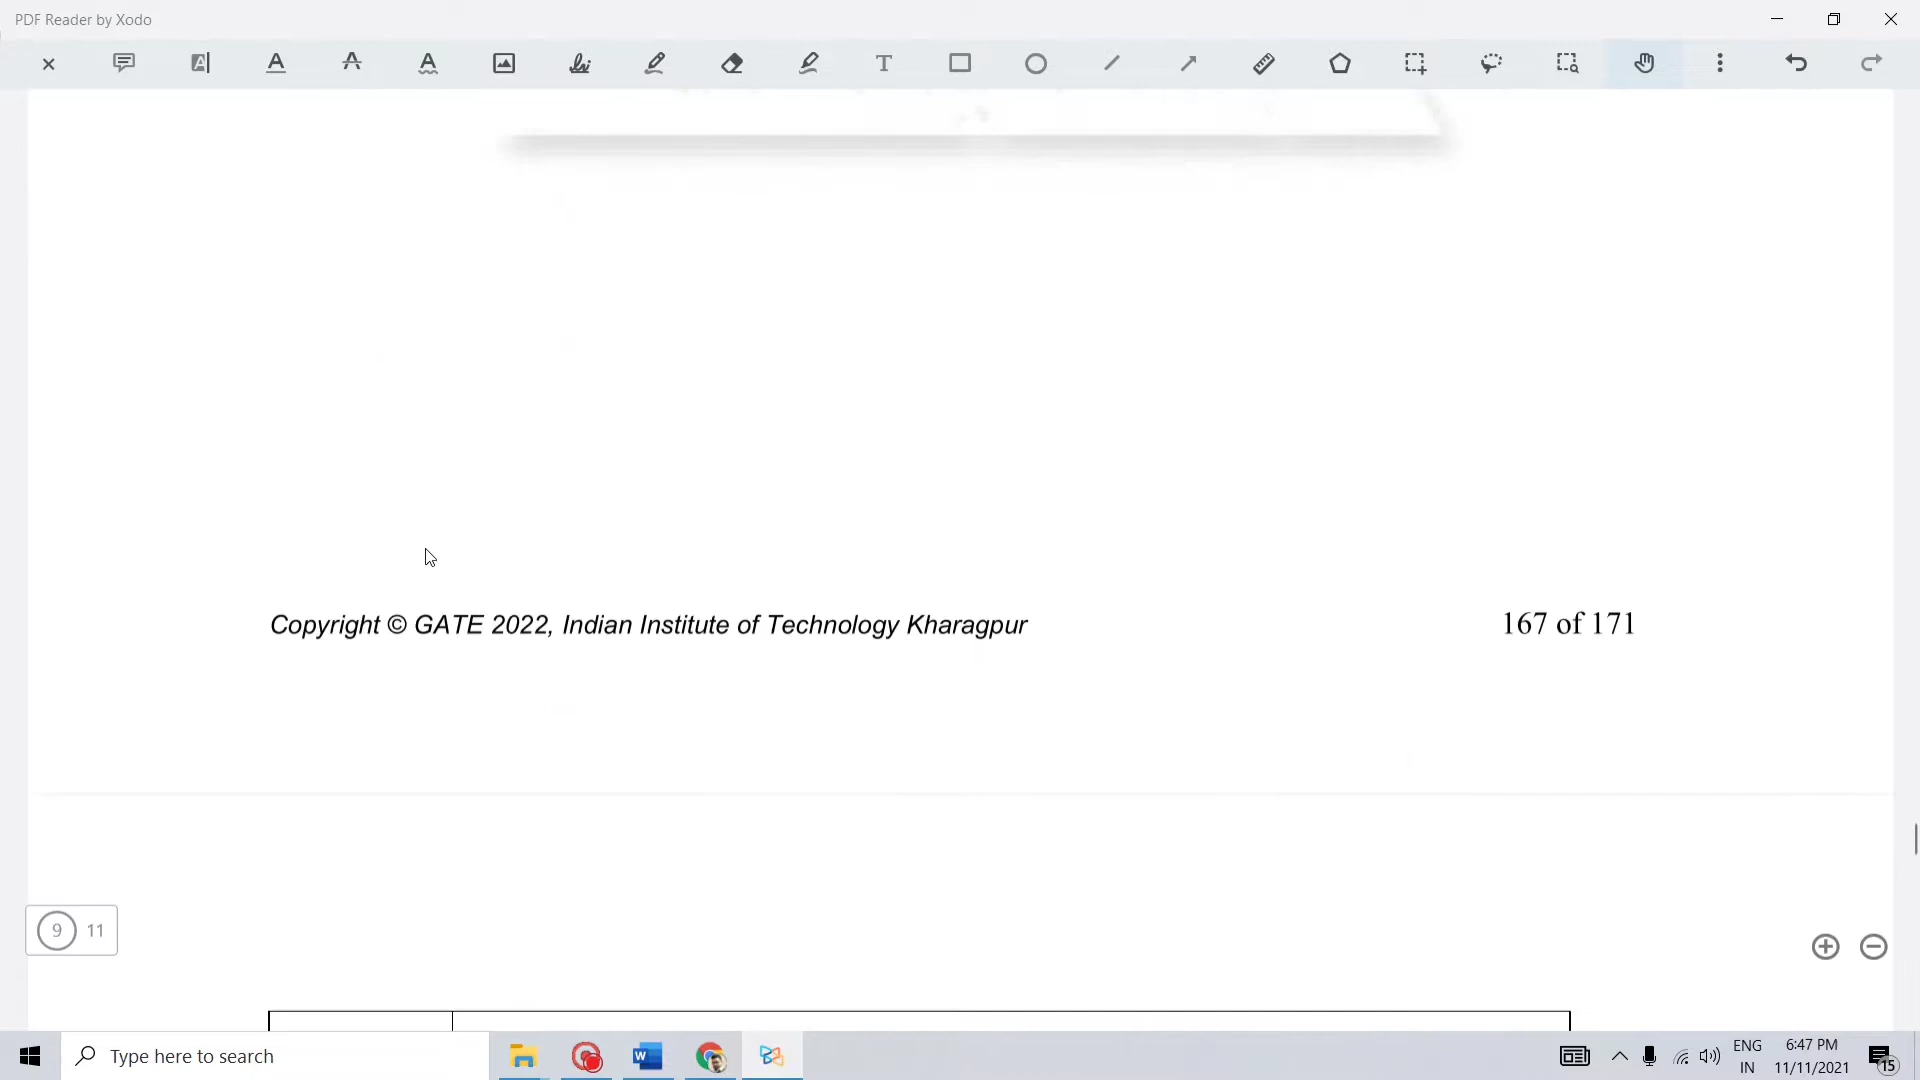 PDF Reader by Xodo
T
Copyright © GATE 2022, Indian Institute of Technology Kharagpur
167 of 171
9 11
Type here to search
W
ENG
IN
6:47 PM
11/11/2021
15